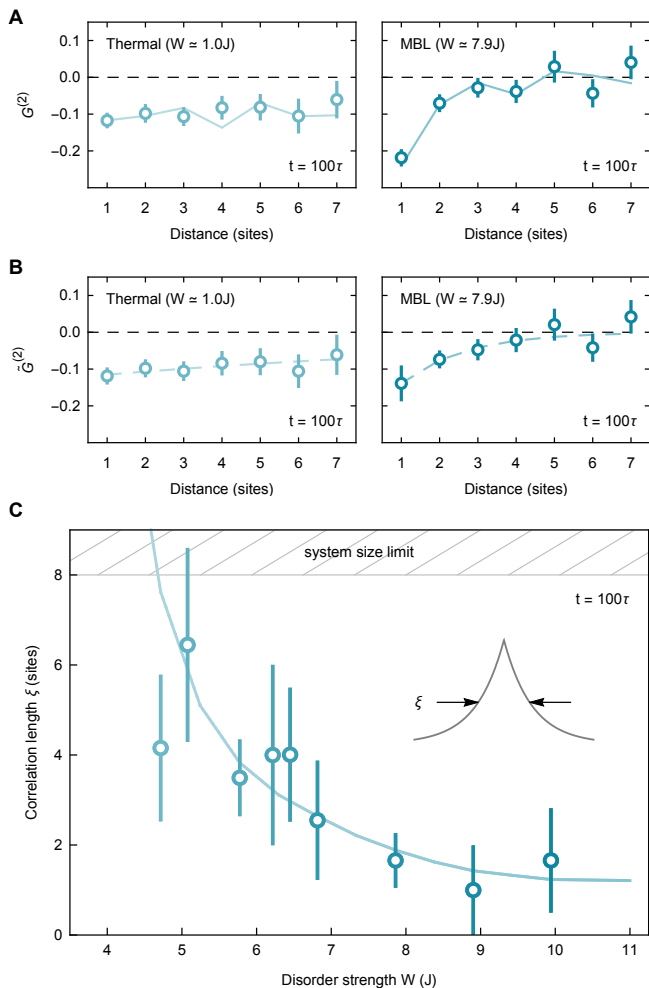 A
Thermal (W ≃ 1.0J)
MBL (W ≃ 7.9J)
0.1
0.0
-0.1
-0.2
G(2)
t = 100τ
t = 100τ
1 2 3 4 5 6 7
1 2 3 4 5 6 7
Distance (sites)
Distance (sites)
B
Thermal (W ≃ 1.0J)
MBL (W ≃ 7.9J)
0.1
0.0
-0.1
-0.2
G̃(2)
t = 100τ
t = 100τ
1 2 3 4 5 6 7
1 2 3 4 5 6 7
Distance (sites)
Distance (sites)
C
system size limit
t = 100τ
ξ
8
6
4
2
0
Correlation length ξ (sites)
4 5 6 7 8 9 10 11
Disorder strength W (J)